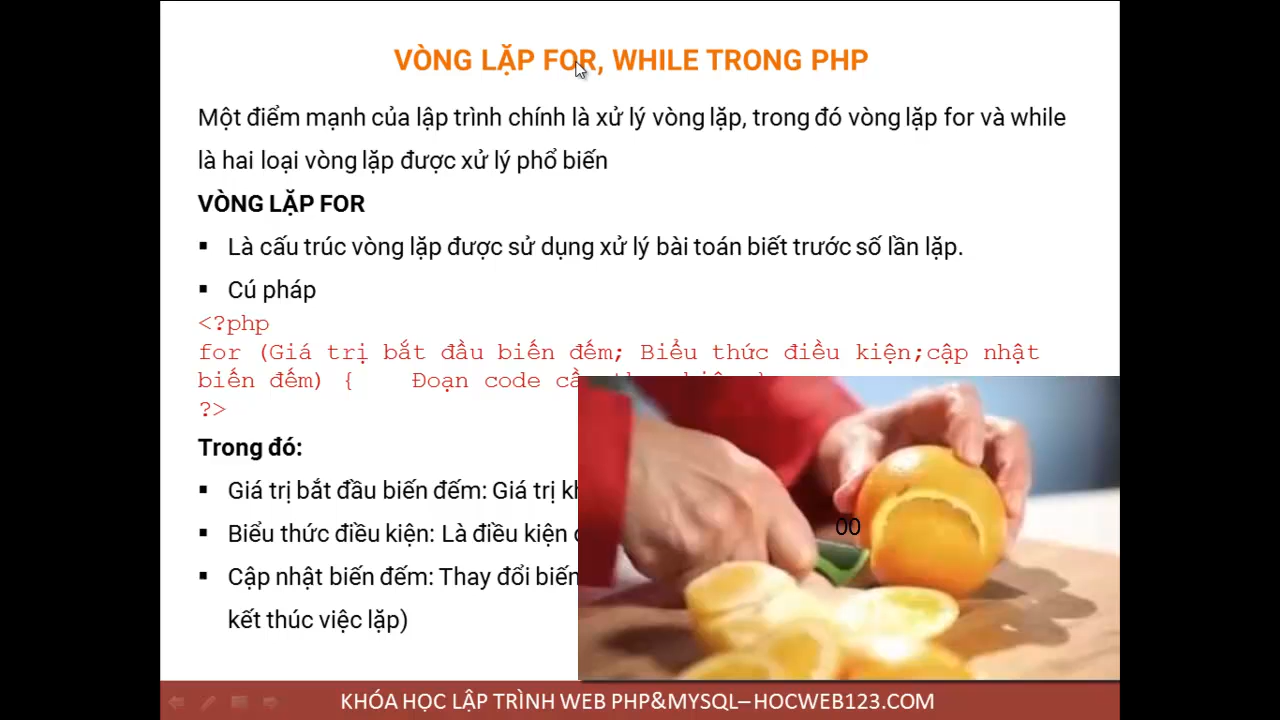 VÒNG LẶP FOR, WHILE TRONG PHP
Một điểm mạnh của lập trình chính là xử lý vòng lặp, trong đó vòng lặp for và while
là hai loại vòng lặp được xử lý phổ biến
VÒNG LẶP FOR
▪ Là cấu trúc vòng lặp được sử dụng xử lý bài toán biết trước số lần lặp.
▪ Cú pháp
<?php
for (Giá trị bắt đầu biến đếm; Biểu thức điều kiện;cập nhật
biến đếm) { Đoạn code
?>
Trong đó:
▪ Giá trị bắt đầu biến đếm: Giá trị
▪ Biểu thức điều kiện: Là điều kiện
▪ Cập nhật biến đếm: Thay đổi biến
kết thúc việc lặp)
00
KHÓA HỌC LẬP TRÌNH WEB PHP&MYSQL–HOCWEB123.COM